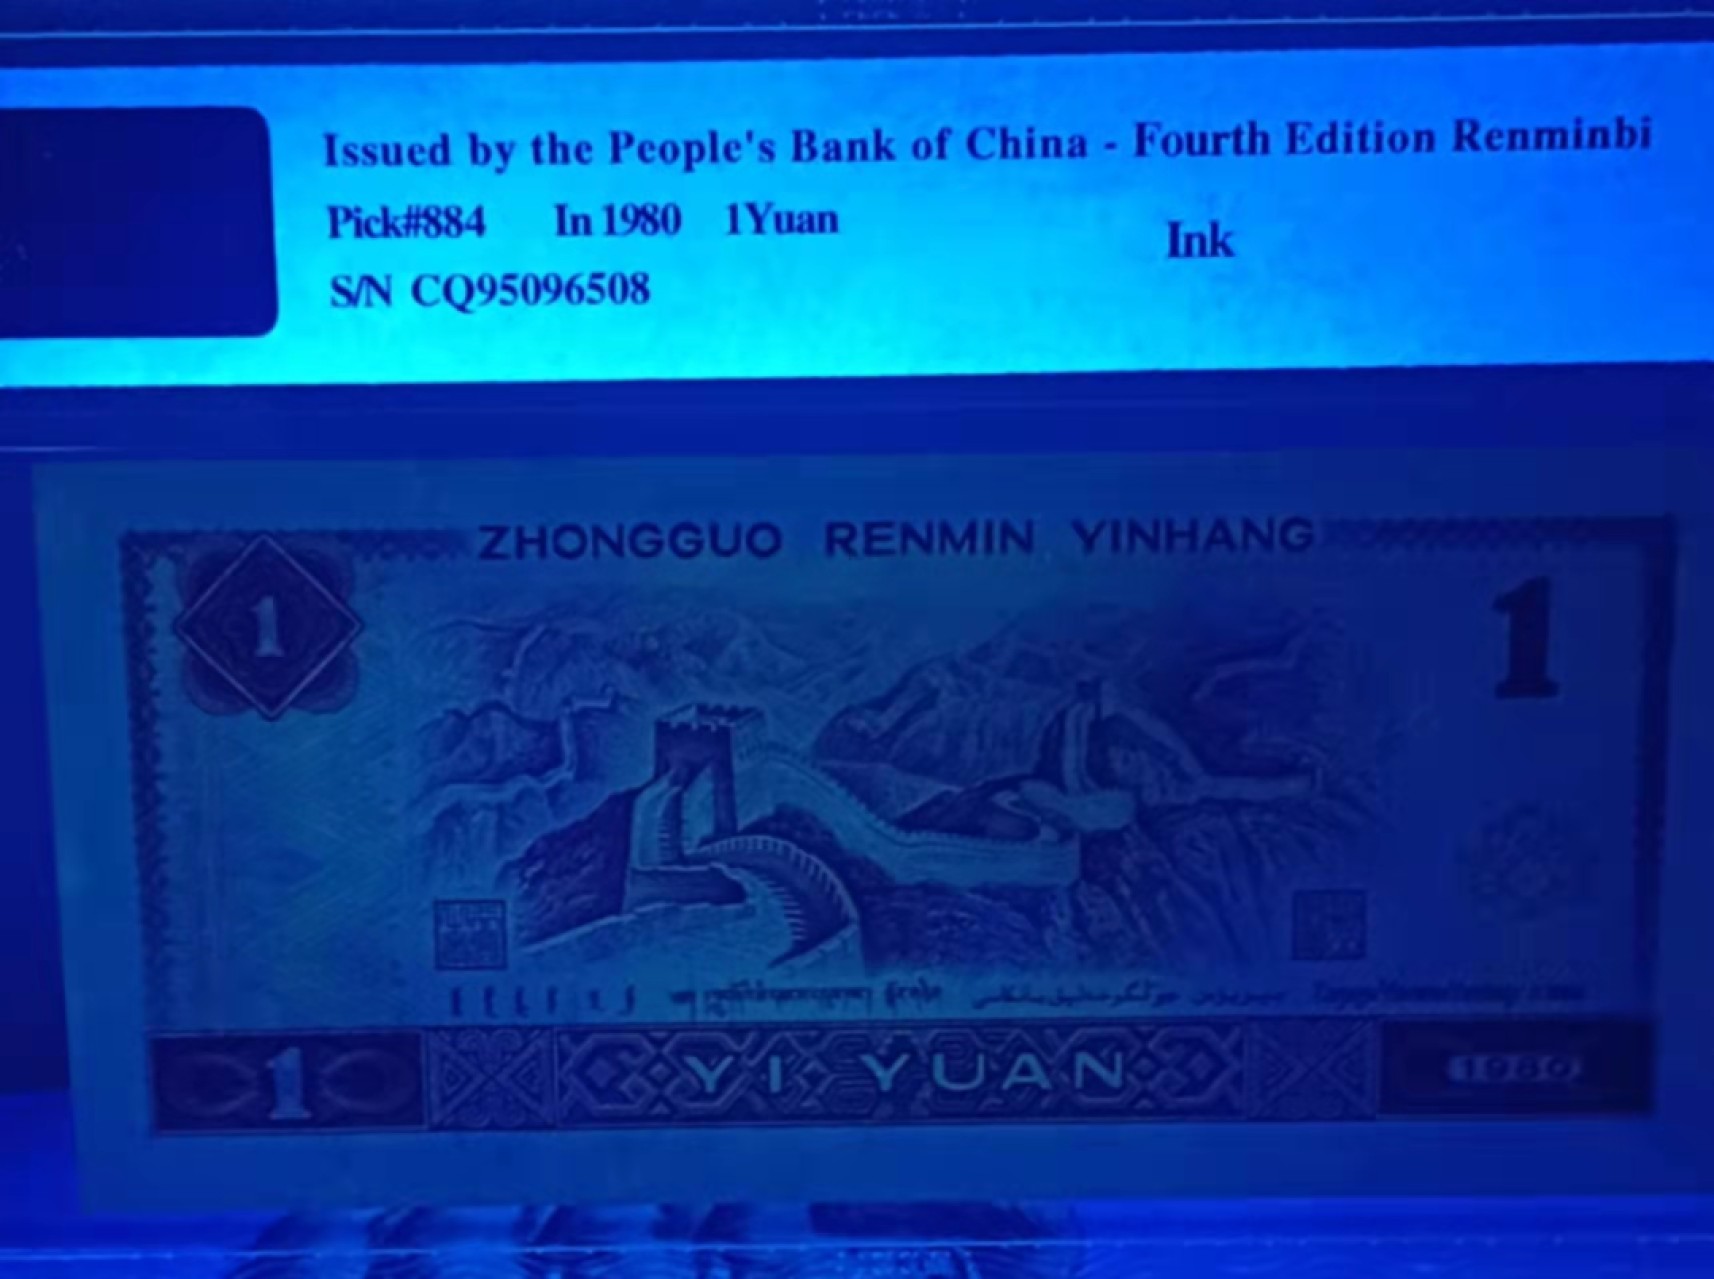 Issued by the People's Bank of China - Fourth Edition Renminbi
Pick#884 In 1980 1Yuan Ink
S/N CQ95096508
ZHONGGUO RENMIN YINHANG
1 1
1 YI YUAN 1980